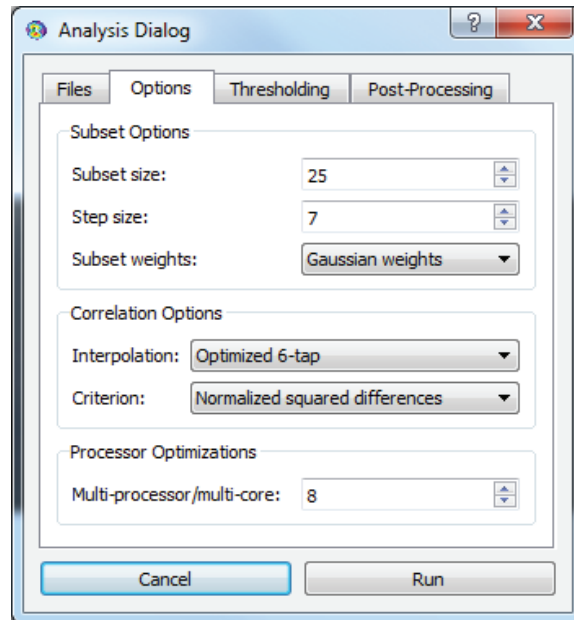 Analysis Dialog
? X
Files Options Thresholding Post-Processing
Subset Options
Subset size: 25
Step size: 7
Subset weights: Gaussian weights
Correlation Options
Interpolation: Optimized 6-tap
Criterion: Normalized squared differences
Processor Optimizations
Multi-processor/multi-core: 8
Cancel Run